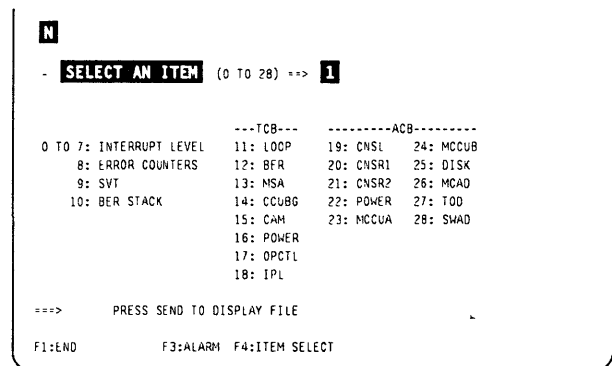 N
- SELECT AN ITEM (0 TO 28) ==> 1
---TCB--- ---------ACB---------
0 TO 7: INTERRUPT LEVEL 11: LOCP 19: CNSL 24: MCCUB
8: ERROR COUNTERS 12: BER 20: CNSR1 25: DISK
9: SVT 13: MSA 21: CNSR2 26: MCAD
10: BER STACK 14: CCUBG 22: POWER 27: TOD
15: CAM 23: MCCUA 28: SWAD
16: POWER
17: OPCTL
18: IPL
===> PRESS SEND TO DISPLAY FILE
F1:END F3:ALARM F4:ITEM SELECT